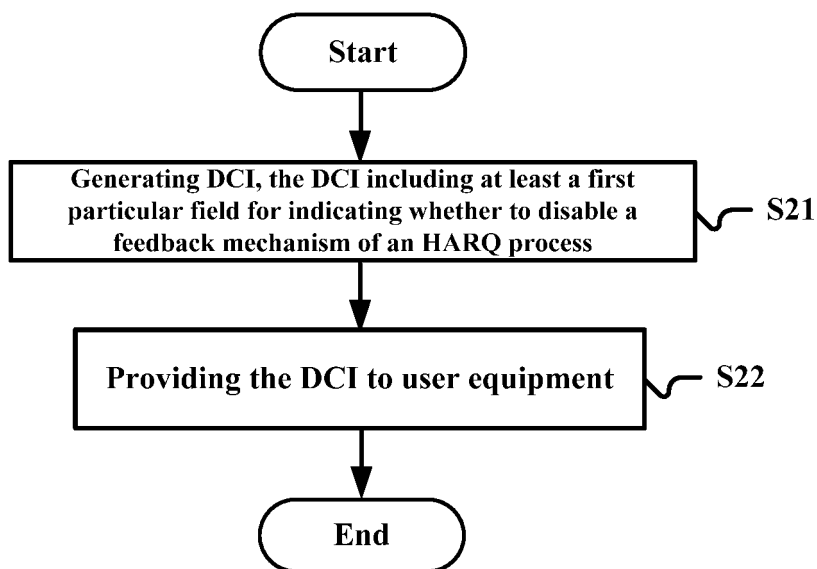 Start
Generating DCI, the DCI including at least a first
particular field for indicating whether to disable a
feedback mechanism of an HARQ process
S21
Providing the DCI to user equipment
S22
End